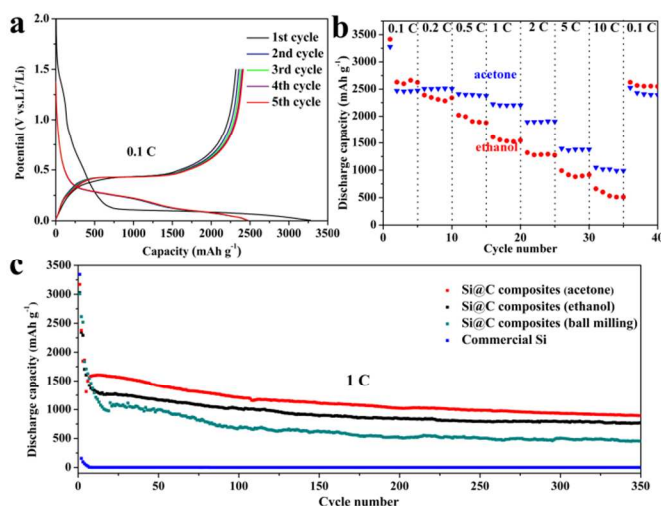 a
1st cycle
2nd cycle
3rd cycle
4th cycle
5th cycle
0.1 C
Potential (V vs.Li⁺/Li)
2.0
1.5
1.0
0.5
0.0
0 500 1000 1500 2000 2500 3000 3500
Capacity (mAh g⁻¹)
b
0.1 C 0.2 C 0.5 C 1 C 2 C 5 C 10 C 0.1 C
acetone
ethanol
Discharge capacity (mAh g⁻¹)
3500
3000
2500
2000
1500
1000
500
0
0 10 20 30 40
Cycle number
c
Si@C composites (acetone)
Si@C composites (ethanol)
Si@C composites (ball milling)
Commercial Si
1 C
Discharge capacity (mAh g⁻¹)
3500
3000
2500
2000
1500
1000
500
0
0 50 100 150 200 250 300 350
Cycle number